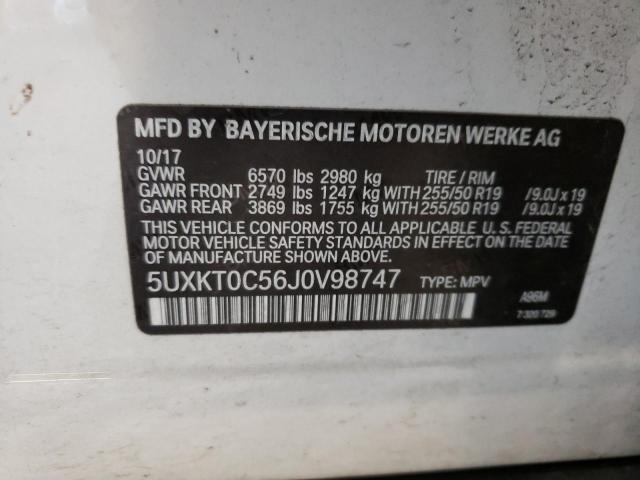 MFD BY BAYERISCHE MOTOREN WERKE AG
10/17
GVWR 6570 lbs 2980 kg TIRE / RIM
GAWR FRONT 2749 lbs 1247 kg WITH 255/50 R19 /9.0J x 19
GAWR REAR 3869 lbs 1755 kg WITH 255/50 R19 /9.0J x 19
THIS VEHICLE CONFORMS TO ALL APPLICABLE U. S. FEDERAL
MOTOR VEHICLE SAFETY STANDARDS IN EFFECT ON THE DATE
OF MANUFACTURE SHOWN ABOVE.
5UXKT0C56J0V98747 TYPE: MPV
A96M
7 320 729